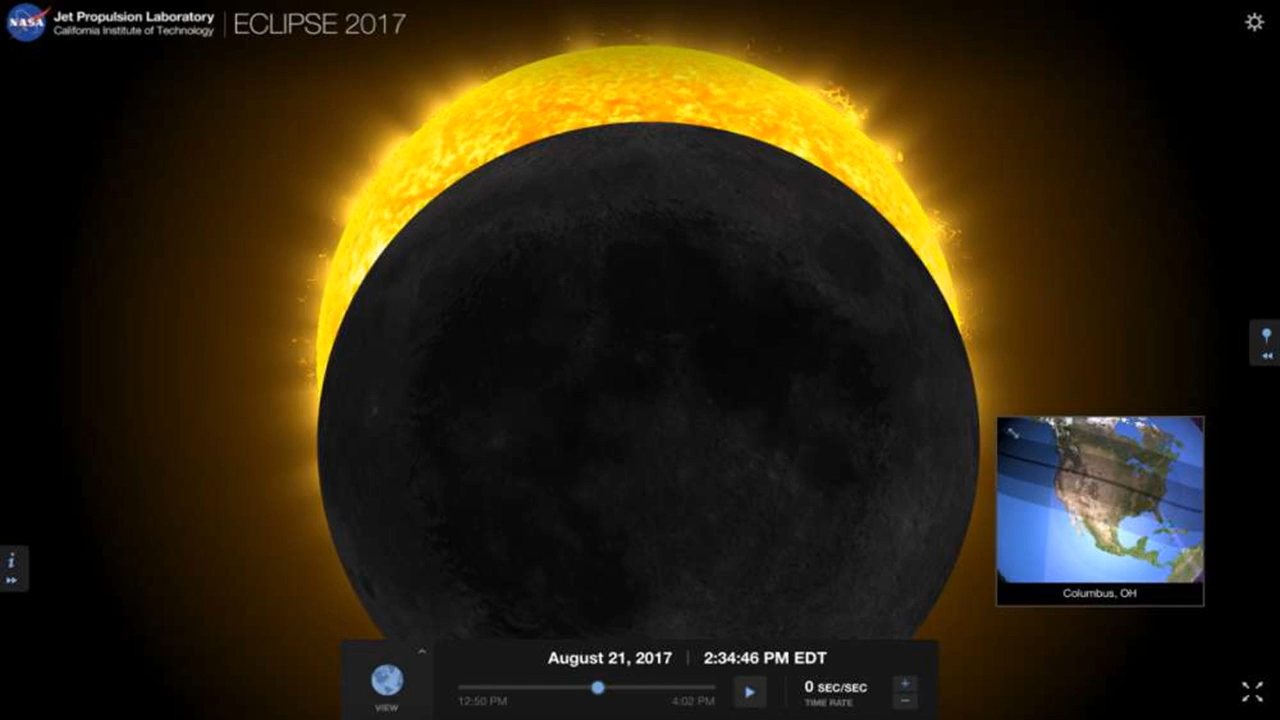 NASA
Jet Propulsion Laboratory
California Institute of Technology
ECLIPSE 2017
i
Columbus, OH
August 21, 2017 | 2:34:46 PM EDT
12:50 PM
4:02 PM
0 SEC/SEC
TIME RATE
VIEW